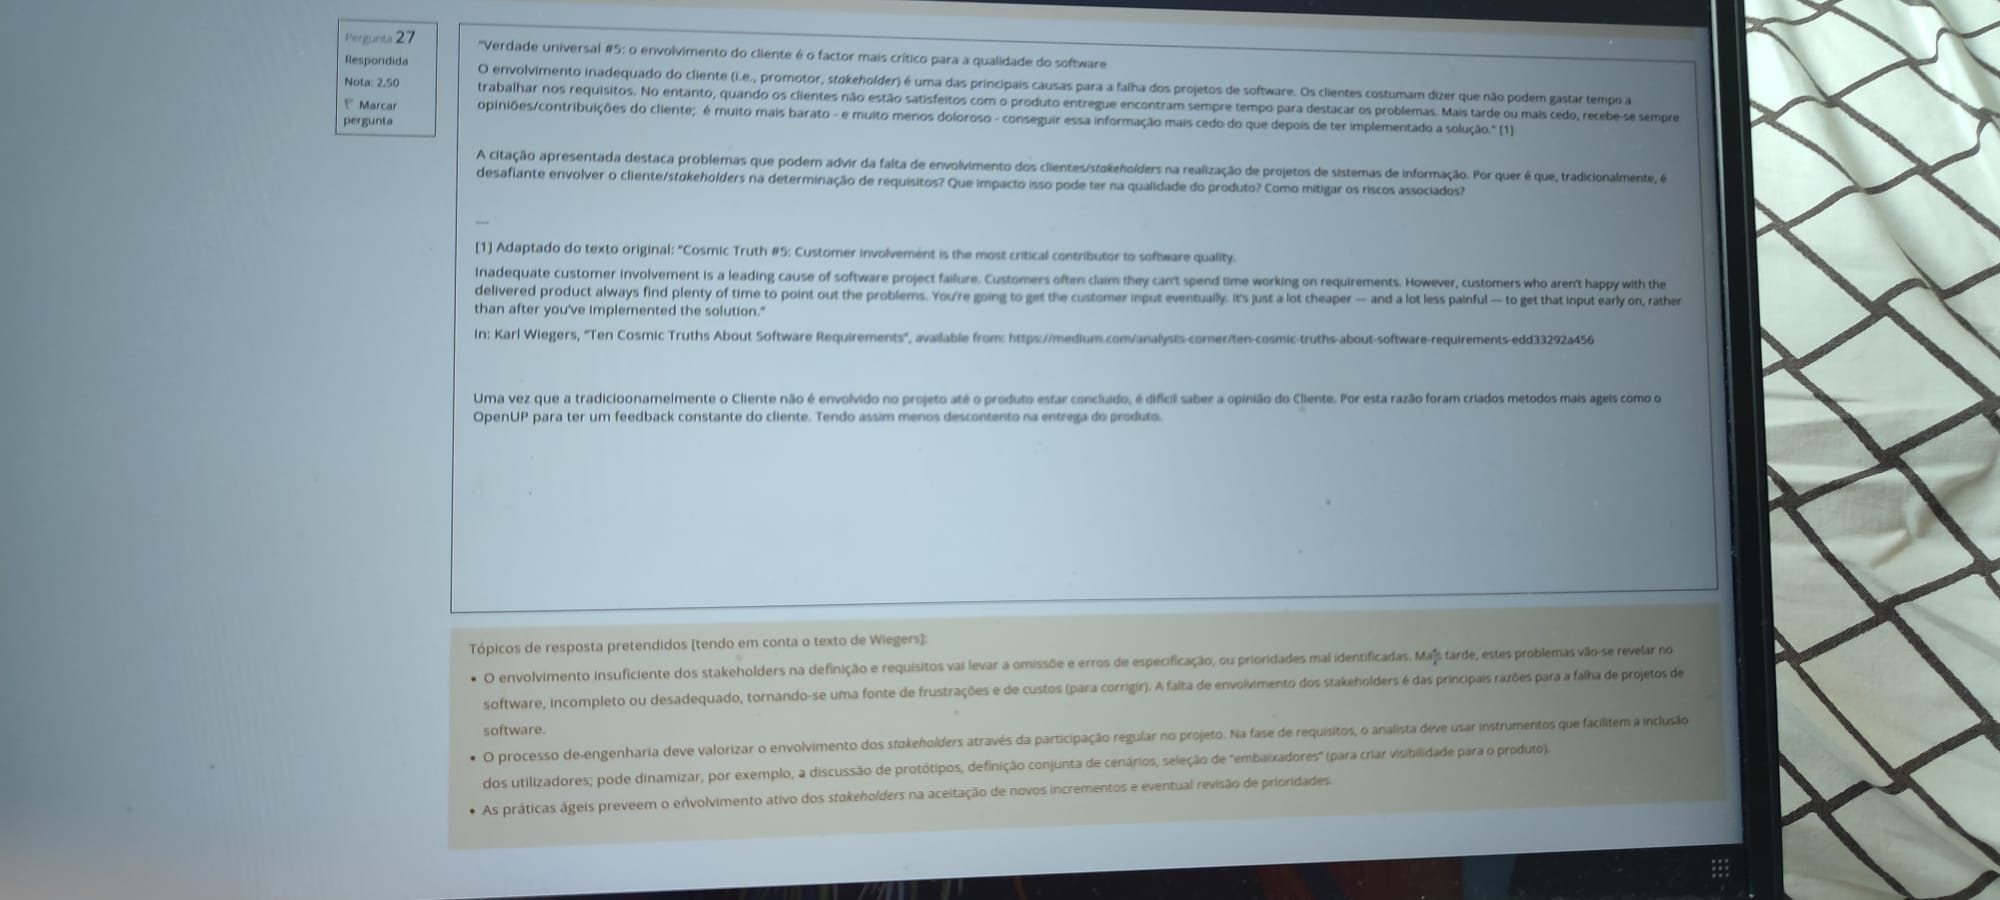 Pergunta 27
Respondida
Nota: 2,50
Marcar
pergunta
"Verdade universal #5: o envolvimento do cliente é o factor mais crítico para a qualidade do software
O envolvimento inadequado do cliente (i.e., promotor, stakeholder) é uma das principais causas para a falha dos projetos de software. Os clientes costumam dizer que não podem gastar tempo a
trabalhar nos requisitos. No entanto, quando os clientes não estão satisfeitos com o produto entregue encontram sempre tempo para destacar os problemas. Mais tarde ou mais cedo, recebe-se sempre
opiniões/contribuições do cliente; é muito mais barato - e muito menos doloroso - conseguir essa informação mais cedo do que depois de ter implementado a solução." [1]
A citação apresentada destaca problemas que podem advir da falta de envolvimento dos clientes/stakeholders na realização de projetos de sistemas de informação. Por quer é que, tradicionalmente, é
desafiante envolver o cliente/stakeholders na determinação de requisitos? Que impacto isso pode ter na qualidade do produto? Como mitigar os riscos associados?
---
[1] Adaptado do texto original: "Cosmic Truth #5: Customer involvement is the most critical contributor to software quality.
Inadequate customer involvement is a leading cause of software project failure. Customers often claim they can't spend time working on requirements. However, customers who aren't happy with the
delivered product always find plenty of time to point out the problems. You're going to get the customer input eventually. It's just a lot cheaper — and a lot less painful — to get that input early on, rather
than after you've implemented the solution."
In: Karl Wiegers, "Ten Cosmic Truths About Software Requirements", available from: https://medium.com/analysts-corner/ten-cosmic-truths-about-software-requirements-edd33292a456
Uma vez que a tradicioonamelmente o Cliente não é envolvido no projeto até o produto estar concluido, é dificil saber a opinião do Cliente. Por esta razão foram criados metodos mais ageis como o
OpenUP para ter um feedback constante do cliente. Tendo assim menos descontento na entrega do produto.
Tópicos de resposta pretendidos [tendo em conta o texto de Wiegers]:
• O envolvimento insuficiente dos stakeholders na definição e requisitos vai levar a omissõe e erros de especificação, ou prioridades mal identificadas. Mais tarde, estes problemas vão-se revelar no
software, incompleto ou desadequado, tornando-se uma fonte de frustrações e de custos (para corrigir). A falta de envolvimento dos stakeholders é das principais razões para a falha de projetos de
software.
• O processo de-engenharia deve valorizar o envolvimento dos stakeholders através da participação regular no projeto. Na fase de requisitos, o analista deve usar instrumentos que facilitem a inclusão
dos utilizadores; pode dinamizar, por exemplo, a discussão de protótipos, definição conjunta de cenários, seleção de "embaixadores" (para criar visibilidade para o produto).
• As práticas ágeis preveem o envolvimento ativo dos stakeholders na aceitação de novos incrementos e eventual revisão de prioridades.